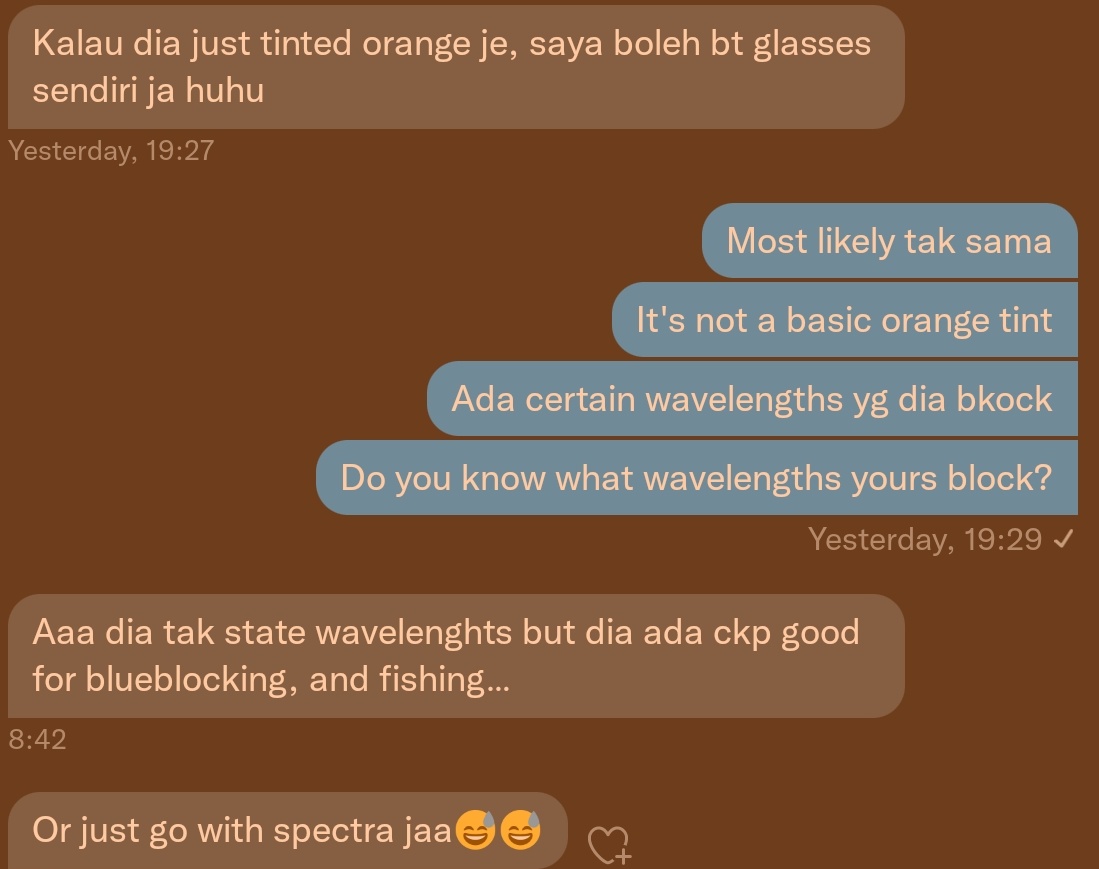 Kalau dia just tinted orange je, saya boleh bt glasses
sendiri ja huhu
Yesterday, 19:27
Most likely tak sama
It's not a basic orange tint
Ada certain wavelengths yg dia bkock
Do you know what wavelengths yours block?
Yesterday, 19:29 ✓
Aaa dia tak state wavelenghts but dia ada ckp good
for blueblocking, and fishing...
8:42
Or just go with spectra jaa😅😅